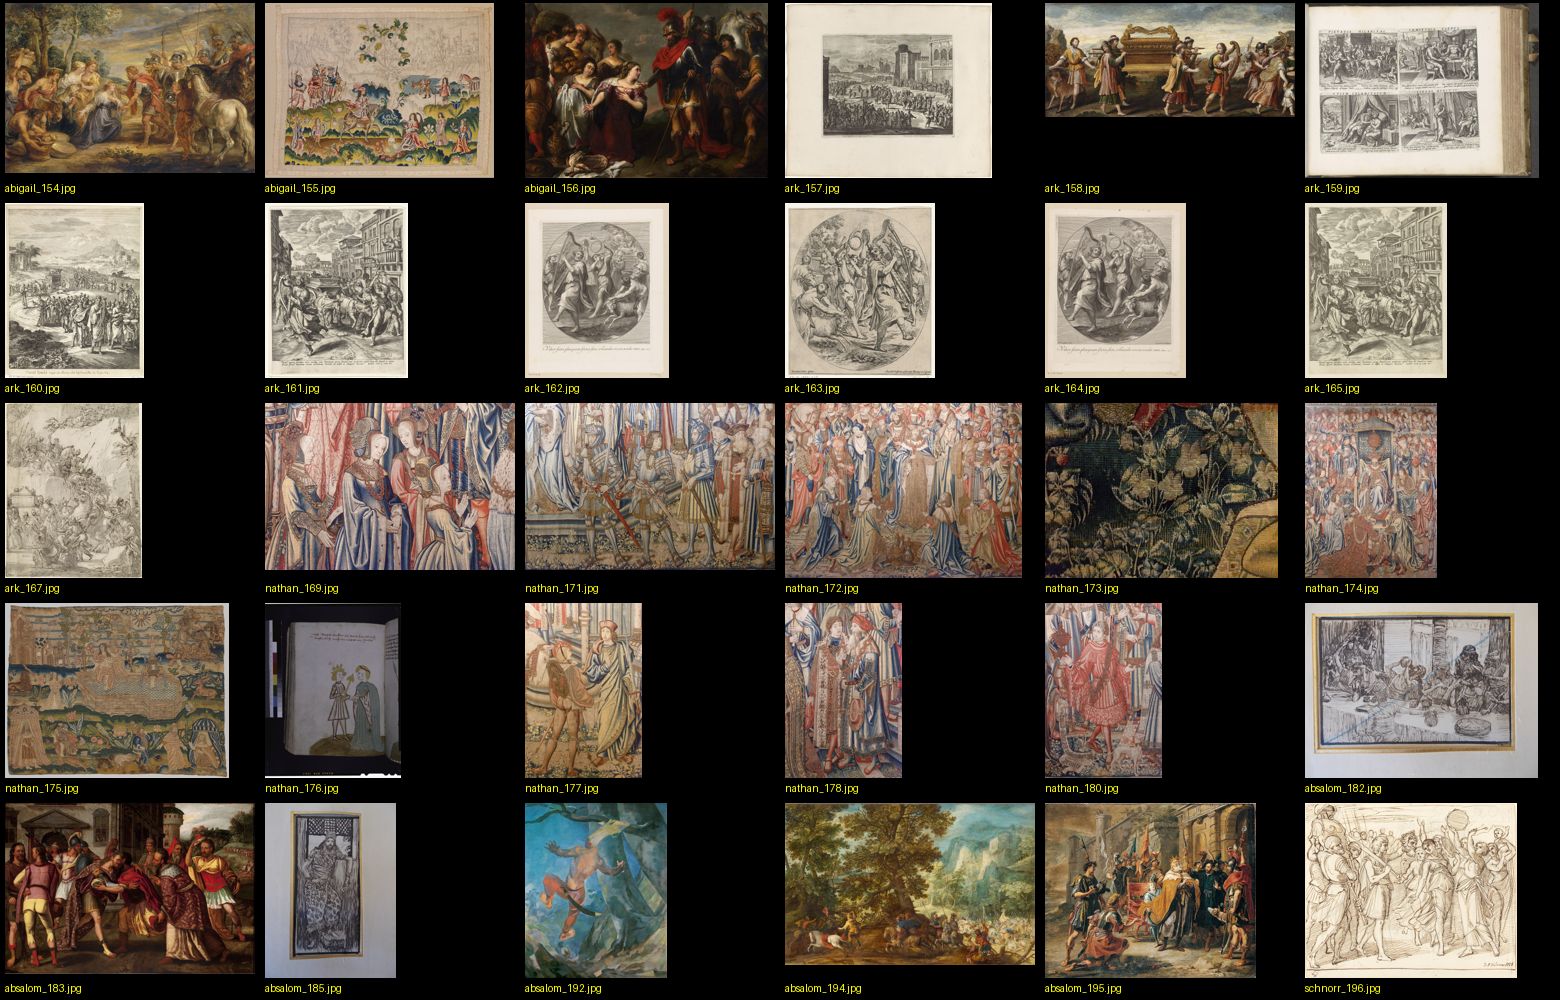 abigail_154.jpg
abigail_155.jpg
abigail_156.jpg
ark_157.jpg
ark_158.jpg
ark_159.jpg
ark_160.jpg
ark_161.jpg
ark_162.jpg
ark_163.jpg
ark_164.jpg
ark_165.jpg
ark_167.jpg
nathan_169.jpg
nathan_171.jpg
nathan_172.jpg
nathan_173.jpg
nathan_174.jpg
nathan_175.jpg
nathan_176.jpg
nathan_177.jpg
nathan_178.jpg
nathan_180.jpg
absalom_182.jpg
absalom_183.jpg
absalom_185.jpg
absalom_192.jpg
absalom_194.jpg
absalom_195.jpg
schnorr_196.jpg